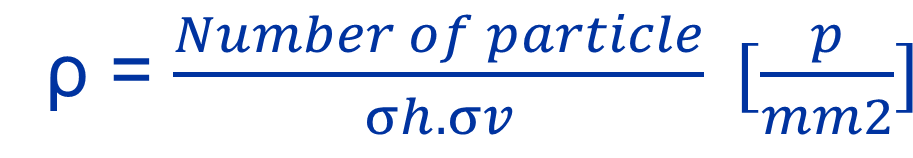 ρ = Number of particle / σh.σv [p / mm2]